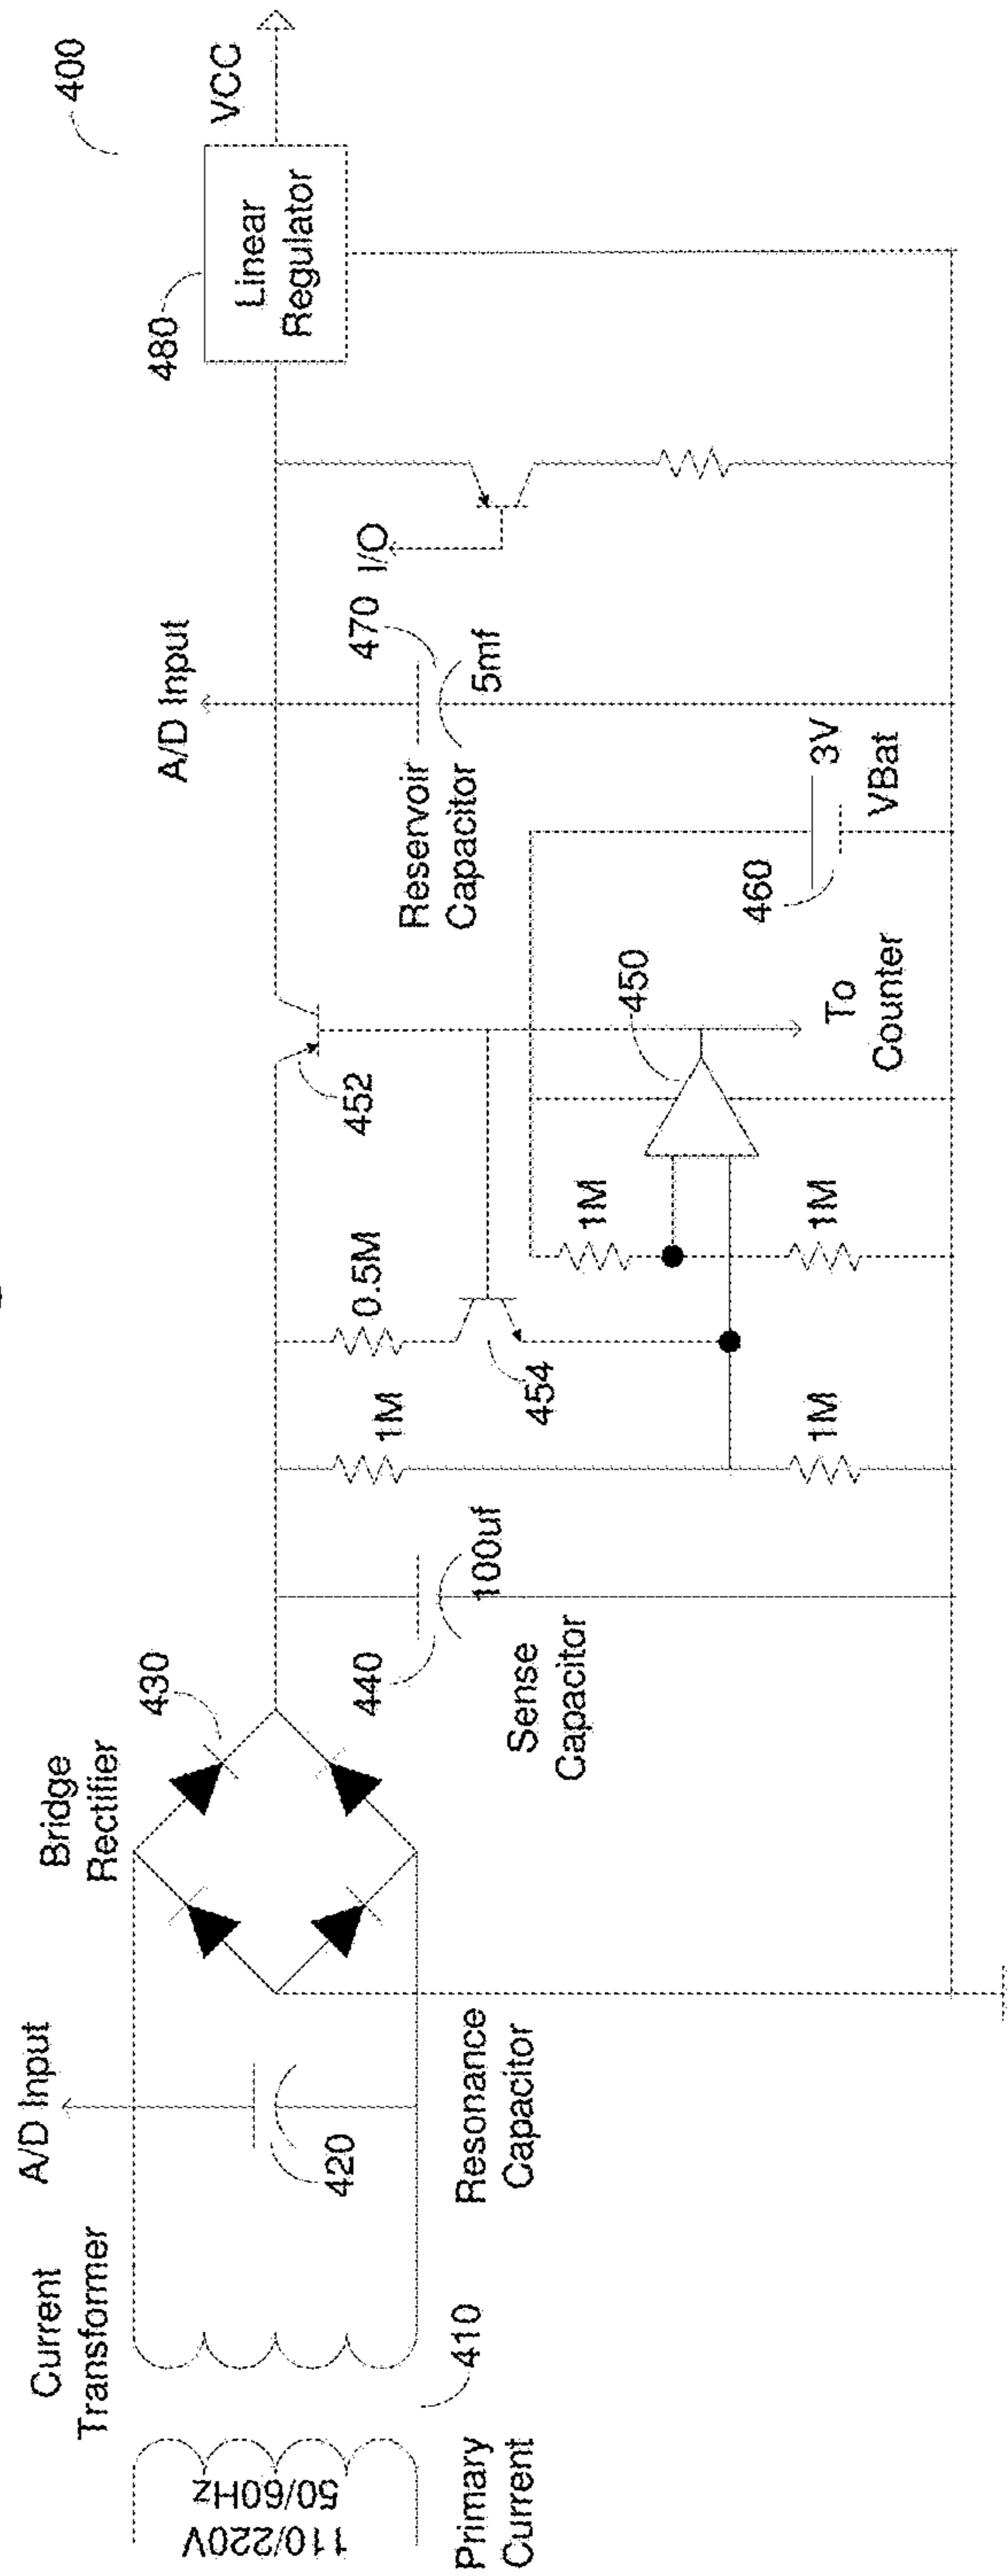 400
Current
Transformer
A/D Input
Bridge
Rectifier
430
A/D Input
480
Linear
Regulator
VCC
110/220V
50/60Hz
Primary
Current
410
420
Resonance
Capacitor
440
100uf
Sense
Capacitor
1M
1M
0.5M
454
452
1M
1M
450
To
Counter
460
3V
VBat
Reservoir
Capacitor
470
5mf
I/O